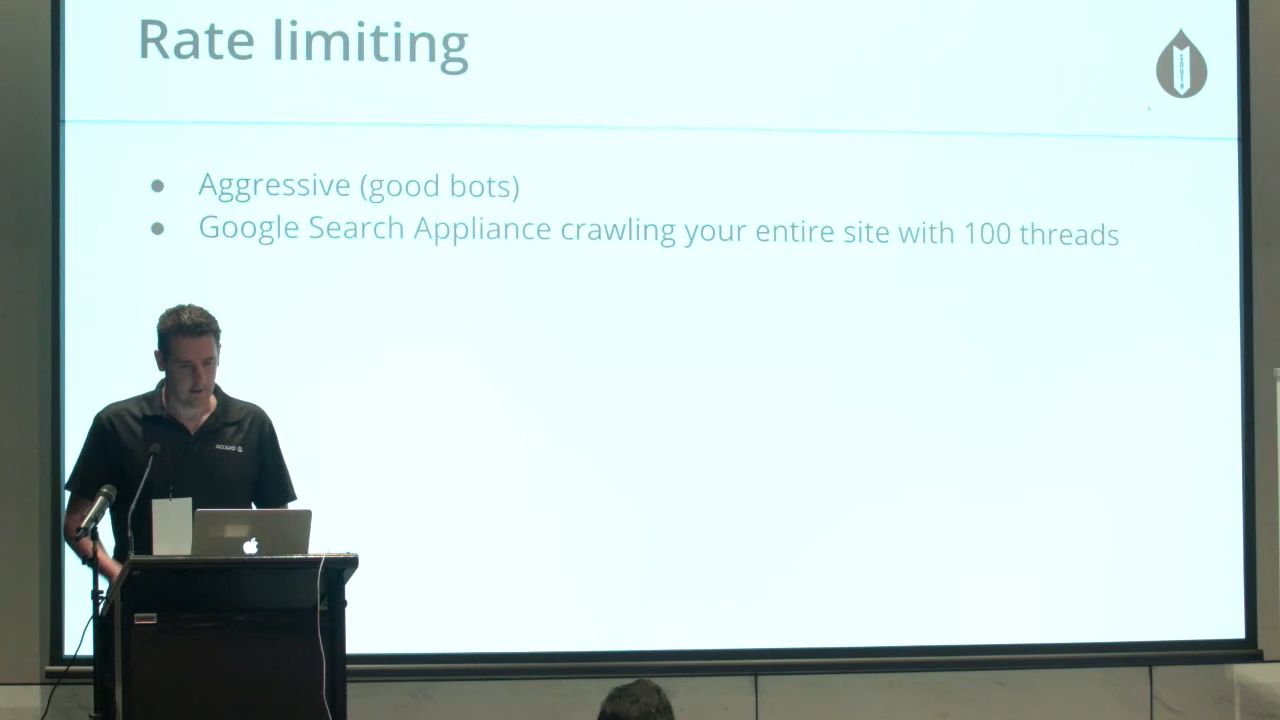 Rate limiting
Aggressive (good bots)
Google Search Appliance crawling your entire site with 100 threads